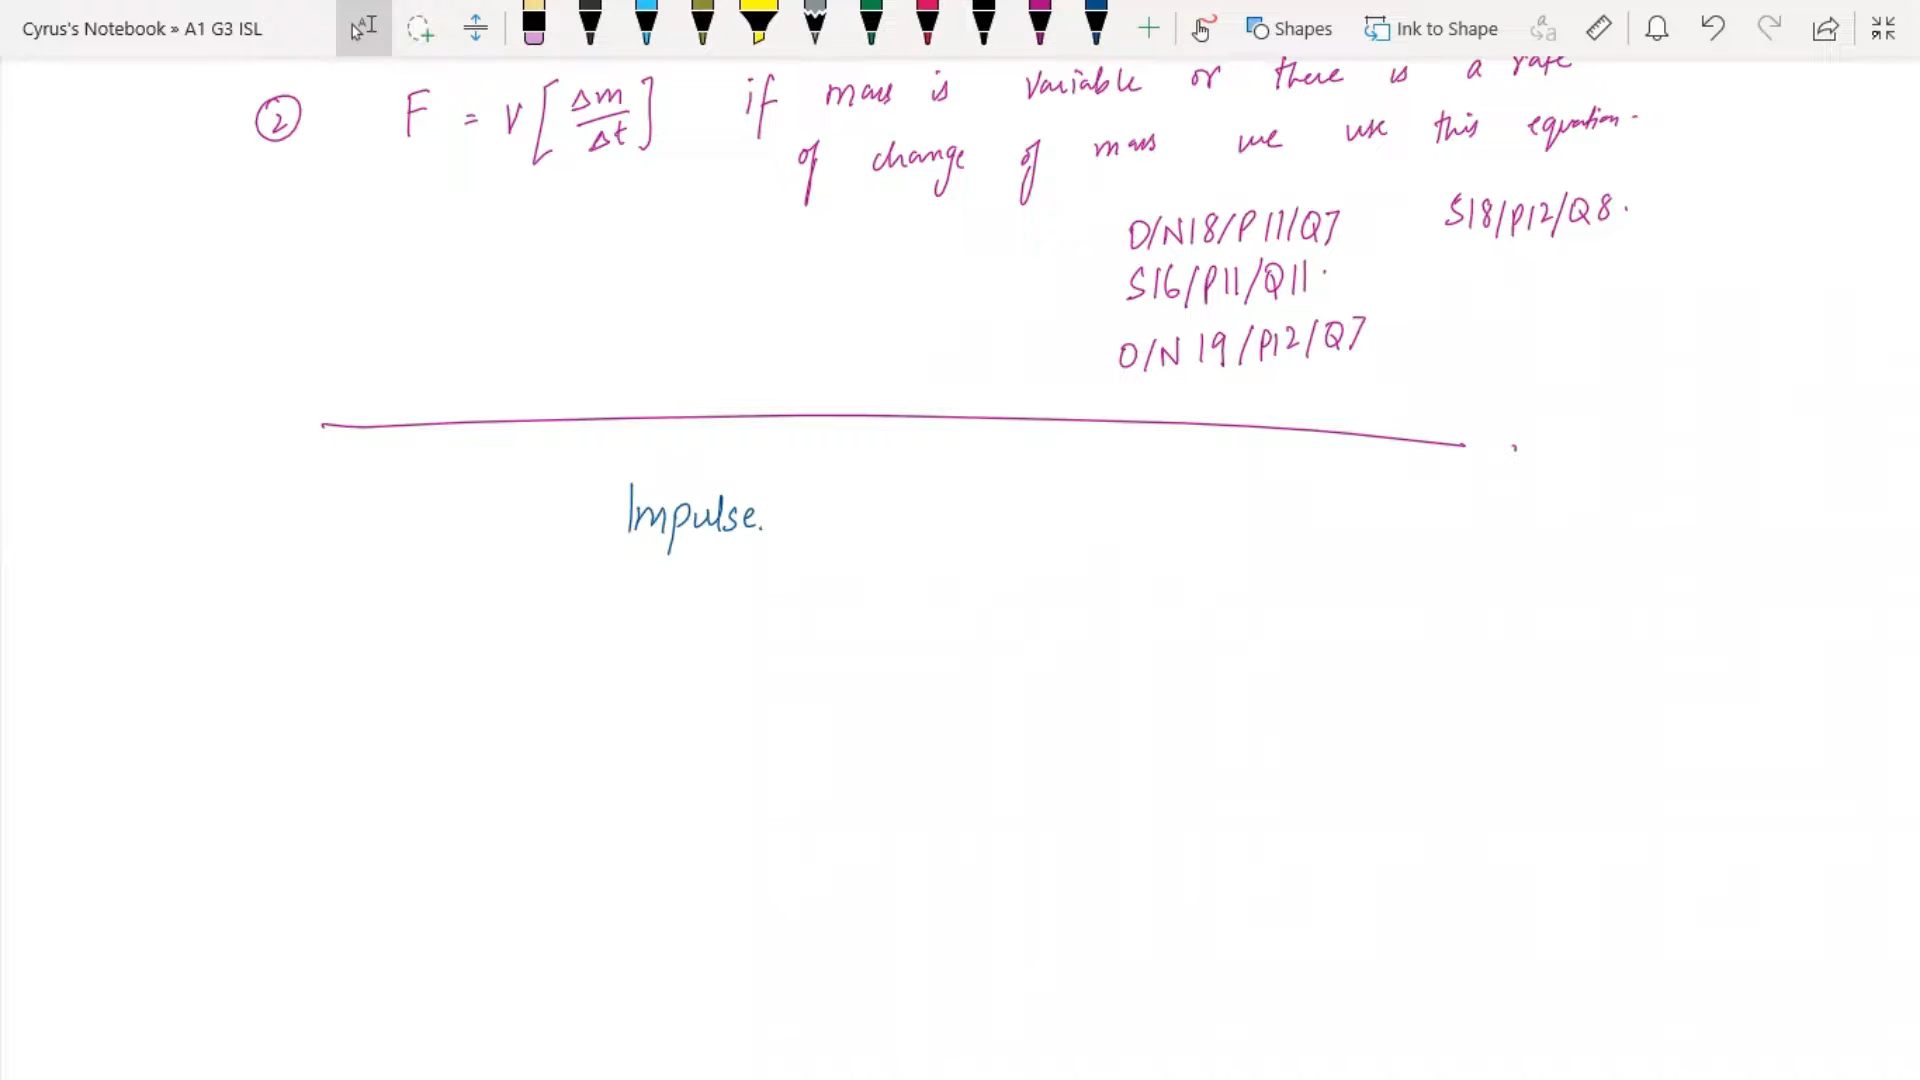 Cyrus's Notebook » A1 G3 ISL
Shapes
Ink to Shape
② F = v [Δm/Δt] if mass is variable or there is a rate
of change of mass we use this equation.
O/N18/P11/Q7 S18/P12/Q8.
S16/P11/Q11.
O/N 19/P12/Q7
Impulse.